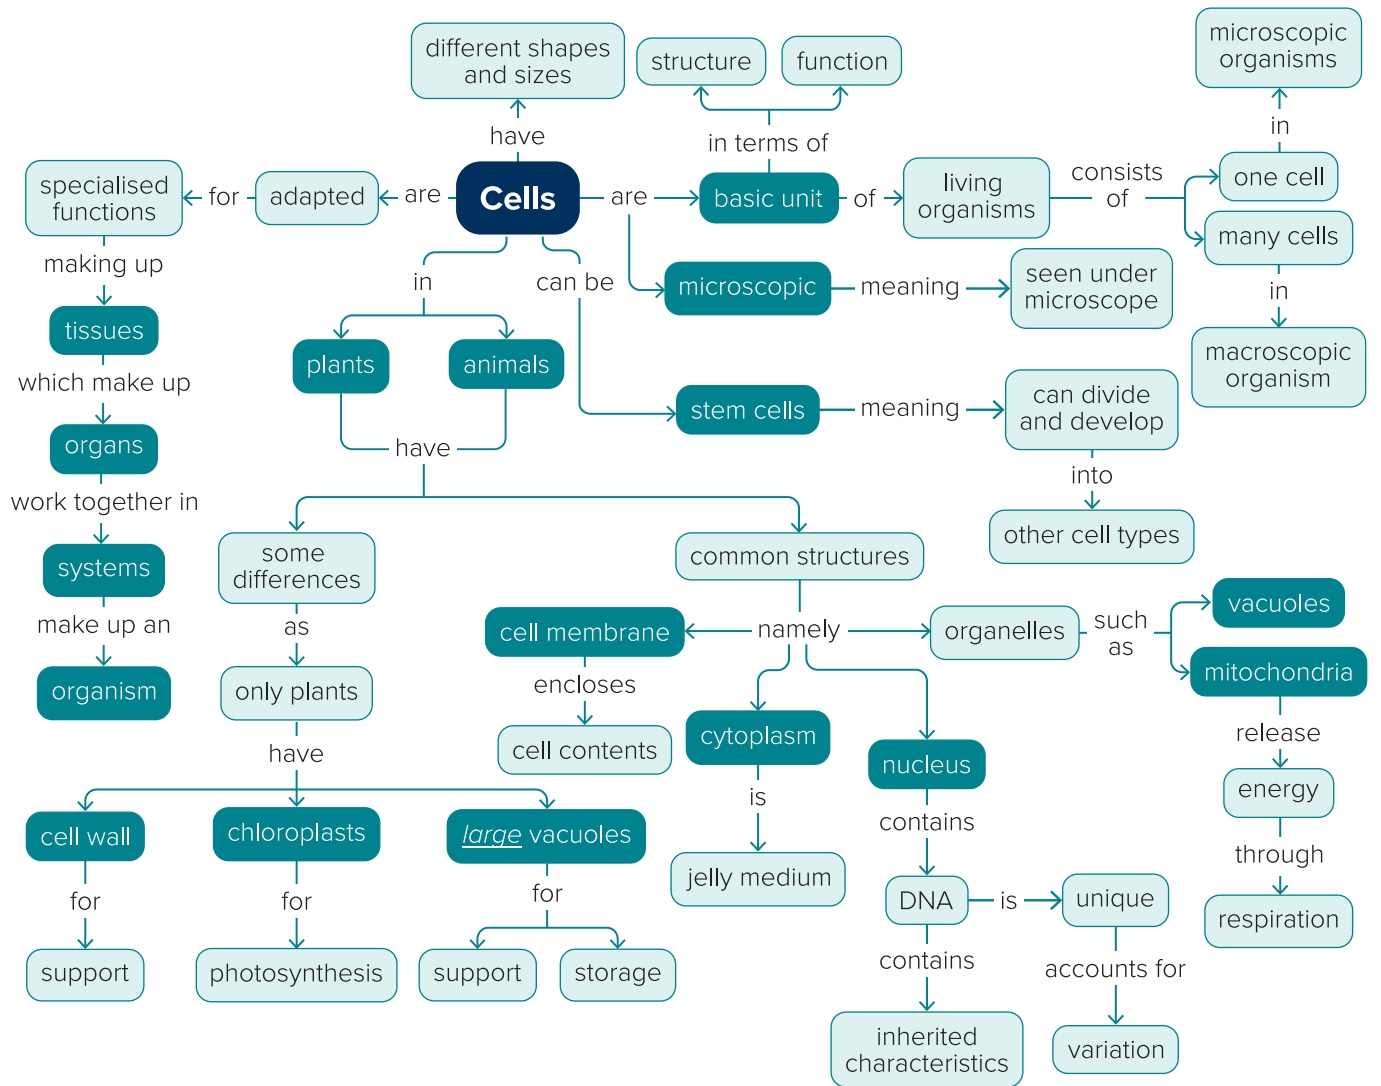 different shapes
and sizes
structure
function
microscopic
organisms
have
in terms of
in
specialised
functions
for
adapted
are
Cells
are
basic unit
of
living
organisms
consists
of
one cell
many cells
making up
in
can be
microscopic
meaning
seen under
microscope
in
tissues
plants
animals
macroscopic
organism
which make up
stem cells
meaning
can divide
and develop
organs
have
into
work together in
other cell types
systems
some
differences
common structures
make up an
as
cell membrane
namely
organelles
such
as
vacuoles
mitochondria
organism
only plants
encloses
cytoplasm
cell contents
nucleus
release
have
is
energy
cell wall
chloroplasts
large vacuoles
contains
through
for
for
for
jelly medium
DNA
is
unique
respiration
support
photosynthesis
support
storage
contains
accounts for
inherited
characteristics
variation